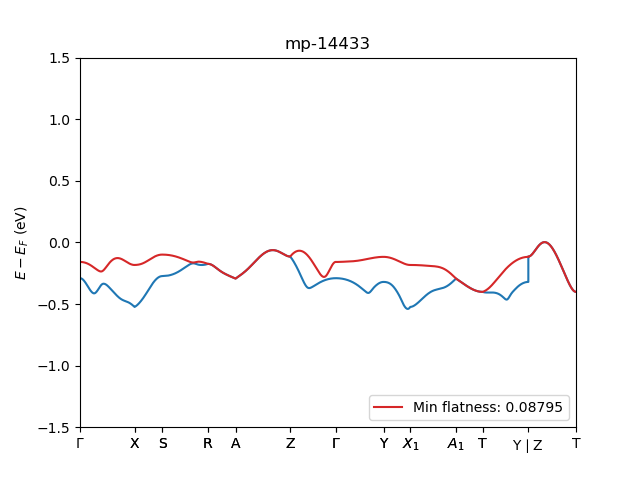 mp-14433
E − E_F (eV)
1.5
1.0
0.5
0.0
−0.5
−1.0
−1.5
Min flatness: 0.08795
Γ X S R A Z Γ Y X₁ A₁ T Y | Z T